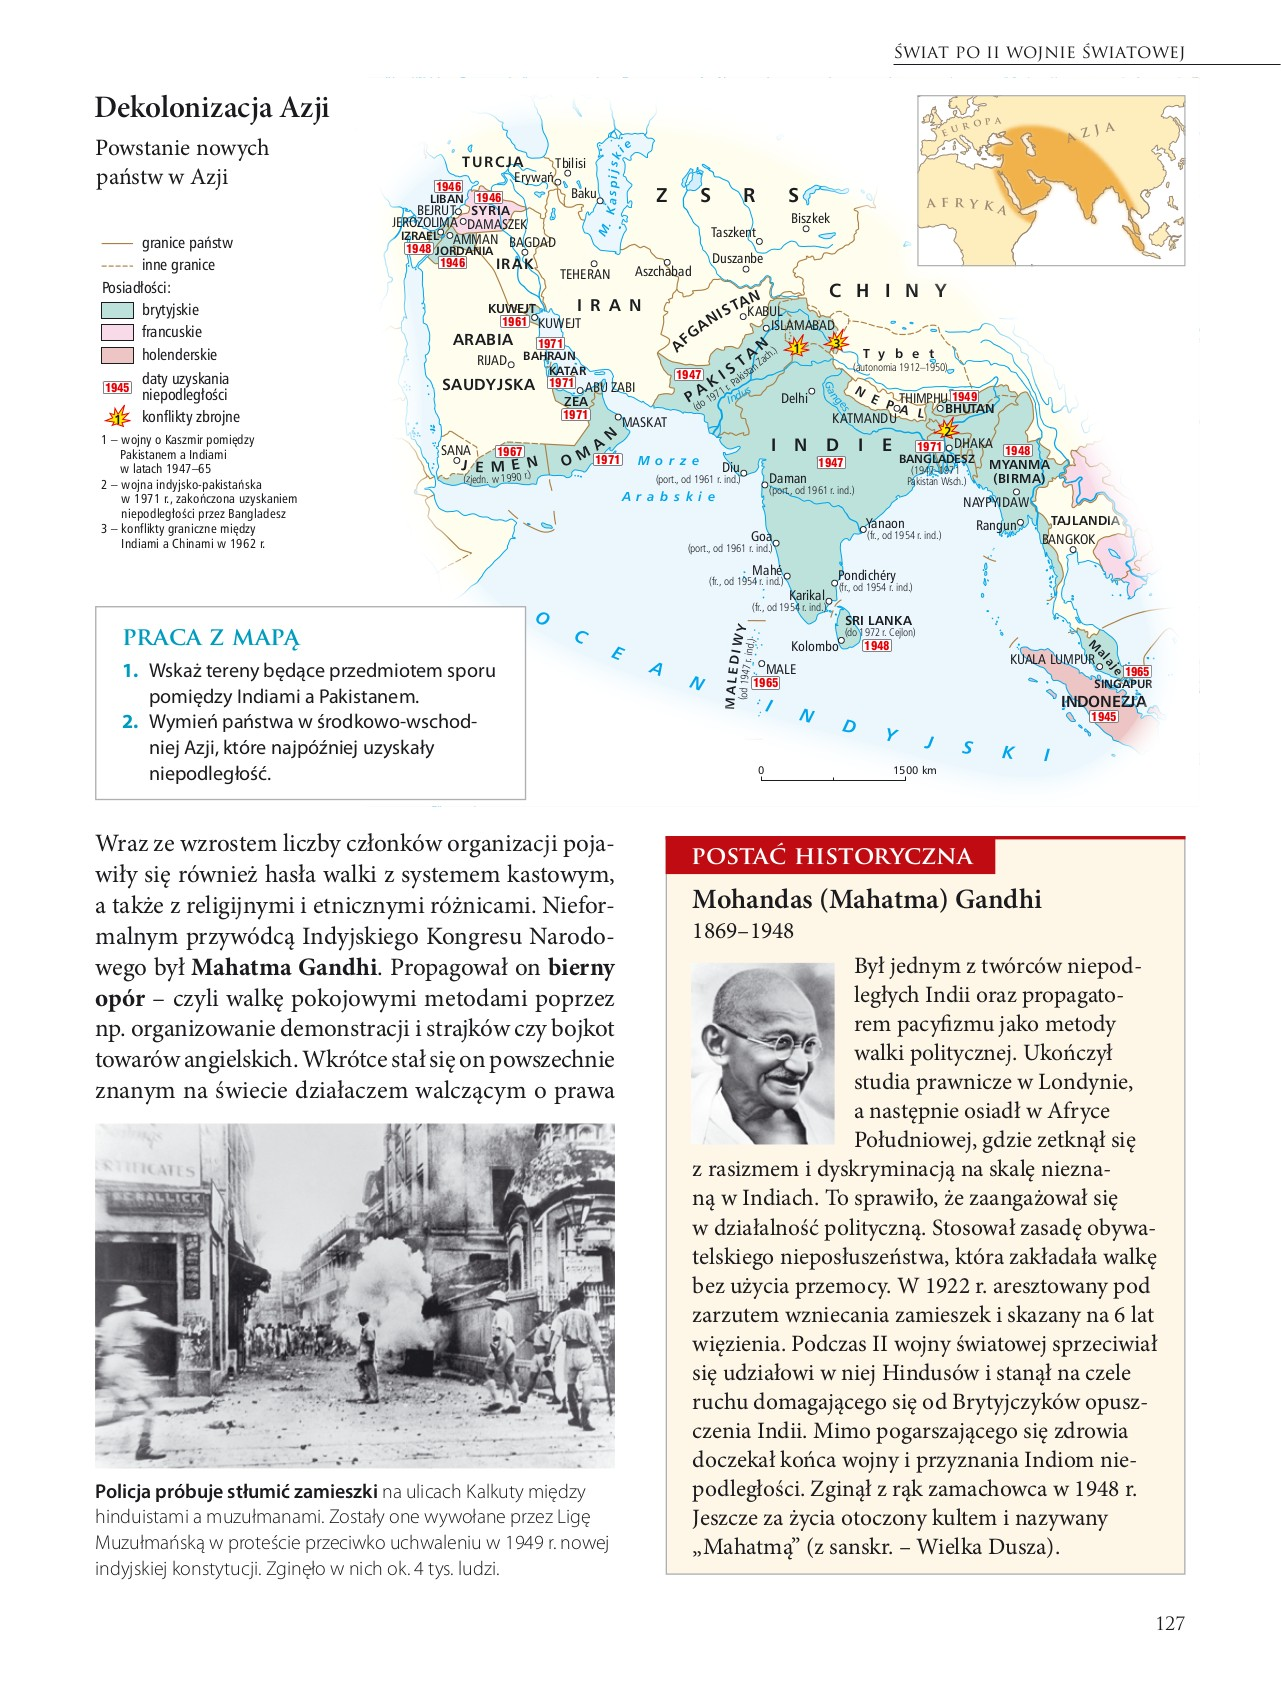 ŚWIAT PO II WOJNIE ŚWIATOWEJ
Dekolonizacja Azji
Powstanie nowych
państw w Azji
granice państw
inne granice
Posiadłości:
brytyjskie
francuskie
holenderskie
1945 daty uzyskania
niepodległości
1 konflikty zbrojne
1 – wojny o Kaszmir pomiędzy
Pakistanem a Indiami
w latach 1947–65
2 – wojna indyjsko-pakistańska
w 1971 r., zakończona uzyskaniem
niepodległości przez Bangladesz
3 – konflikty graniczne między
Indiami a Chinami w 1962 r.
EUROPA
AZJA
AFRYKA
TURCJA
Tbilisi
Erywań
Baku
M. Kaspijskie
Z S R S
Biszkek
Taszkent
Duszanbe
1946
LIBAN
1946
BEJRUT
SYRIA
JEROZOLIMA
DAMASZEK
IZRAEL
AMMAN
BAGDAD
1948
JORDANIA
1946
IRAK
TEHERAN
Aszchabad
CHINY
IRAN
AFGANISTAN
KABUL
ISLAMABAD
KUWEJT
1961
KUWEJT
ARABIA
SAUDYJSKA
RIJAD
1971
BAHRAJN
KATAR
1971
ABU ZABI
ZEA
1971
MASKAT
1947
PAKISTAN
(do 1971 r. Pakistan Zach.)
Indus
1
3
Tybet
(autonomia 1912–1950)
Delhi
Ganges
NEPAL
KATMANDU
THIMPHU
1949
BHUTAN
2
SANA
1967
JEMEN
(zjedn. w 1990 r.)
OMAN
1971
Morze
Arabskie
INDIE
1947
1971
DHAKA
BANGLADESZ
(1947–1971
Pakistan Wsch.)
1948
MYANMA
(BIRMA)
NAYPYIDAW
Rangun
TAJLANDIA
BANGKOK
Diu
(port., od 1961 r. ind.)
Daman
(port., od 1961 r. ind.)
Goa
(port., od 1961 r. ind.)
Yanaon
(fr., od 1954 r. ind.)
Mahé
(fr., od 1954 r. ind.)
Pondichéry
(fr., od 1954 r. ind.)
Karikal
(fr., od 1954 r. ind.)
SRI LANKA
(do 1972 r. Cejlon)
1948
Kolombo
MALEDIWY
(od 1947 r. ind.)
MALE
1965
KUALA LUMPUR
Malaje
1965
SINGAPUR
INDONEZJA
1945
OCEAN INDYJSKI
0 1500 km
PRACA Z MAPĄ
1. Wskaż tereny będące przedmiotem sporu
pomiędzy Indiami a Pakistanem.
2. Wymień państwa w środkowo-wschod-
niej Azji, które najpóźniej uzyskały
niepodległość.
Wraz ze wzrostem liczby członków organizacji poja-
wiły się również hasła walki z systemem kastowym,
a także z religijnymi i etnicznymi różnicami. Niefor-
malnym przywódcą Indyjskiego Kongresu Narodo-
wego był Mahatma Gandhi. Propagował on bierny
opór – czyli walkę pokojowymi metodami poprzez
np. organizowanie demonstracji i strajków czy bojkot
towarów angielskich. Wkrótce stał się on powszechnie
znanym na świecie działaczem walczącym o prawa
Policja próbuje stłumić zamieszki na ulicach Kalkuty między
hinduistami a muzułmanami. Zostały one wywołane przez Ligę
Muzułmańską w proteście przeciwko uchwaleniu w 1949 r. nowej
indyjskiej konstytucji. Zginęło w nich ok. 4 tys. ludzi.
POSTAĆ HISTORYCZNA
Mohandas (Mahatma) Gandhi
1869–1948
Był jednym z twórców niepod-
ległych Indii oraz propagato-
rem pacyfizmu jako metody
walki politycznej. Ukończył
studia prawnicze w Londynie,
a następnie osiadł w Afryce
Południowej, gdzie zetknął się
z rasizmem i dyskryminacją na skalę niezna-
ną w Indiach. To sprawiło, że zaangażował się
w działalność polityczną. Stosował zasadę obywa-
telskiego nieposłuszeństwa, która zakładała walkę
bez użycia przemocy. W 1922 r. aresztowany pod
zarzutem wzniecania zamieszek i skazany na 6 lat
więzienia. Podczas II wojny światowej sprzeciwiał
się udziałowi w niej Hindusów i stanął na czele
ruchu domagającego się od Brytyjczyków opusz-
czenia Indii. Mimo pogarszającego się zdrowia
doczekał końca wojny i przyznania Indiom nie-
podległości. Zginął z rąk zamachowca w 1948 r.
Jeszcze za życia otoczony kultem i nazywany
„Mahatmą” (z sanskr. – Wielka Dusza).
127